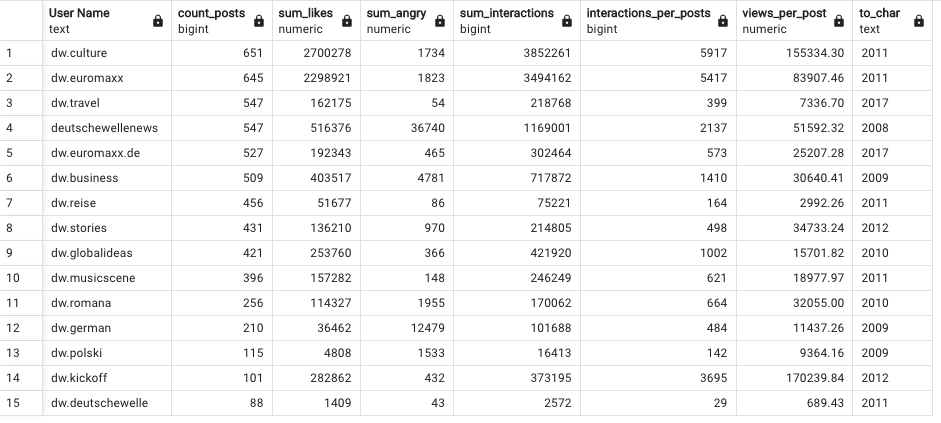 User Name count_posts sum_likes sum_angry sum_interactions interactions_per_posts views_per_post to_char
text bigint numeric numeric bigint bigint numeric text
1 dw.culture 651 2700278 1734 3852261 5917 155334.30 2011
2 dw.euromaxx 645 2298921 1823 3494162 5417 83907.46 2011
3 dw.travel 547 162175 54 218768 399 7336.70 2017
4 deutschewellenews 547 516376 36740 1169001 2137 51592.32 2008
5 dw.euromaxx.de 527 192343 465 302464 573 25207.28 2017
6 dw.business 509 403517 4781 717872 1410 30640.41 2009
7 dw.reise 456 51677 86 75221 164 2992.26 2011
8 dw.stories 431 136210 970 214805 498 34733.24 2012
9 dw.globalideas 421 253760 366 421920 1002 15701.82 2010
10 dw.musicscene 396 157282 148 246249 621 18977.97 2011
11 dw.romana 256 114327 1955 170062 664 32055.00 2010
12 dw.german 210 36462 12479 101688 484 11437.26 2009
13 dw.polski 115 4808 1533 16413 142 9364.16 2009
14 dw.kickoff 101 282862 432 373195 3695 170239.84 2012
15 dw.deutschewelle 88 1409 43 2572 29 689.43 2011